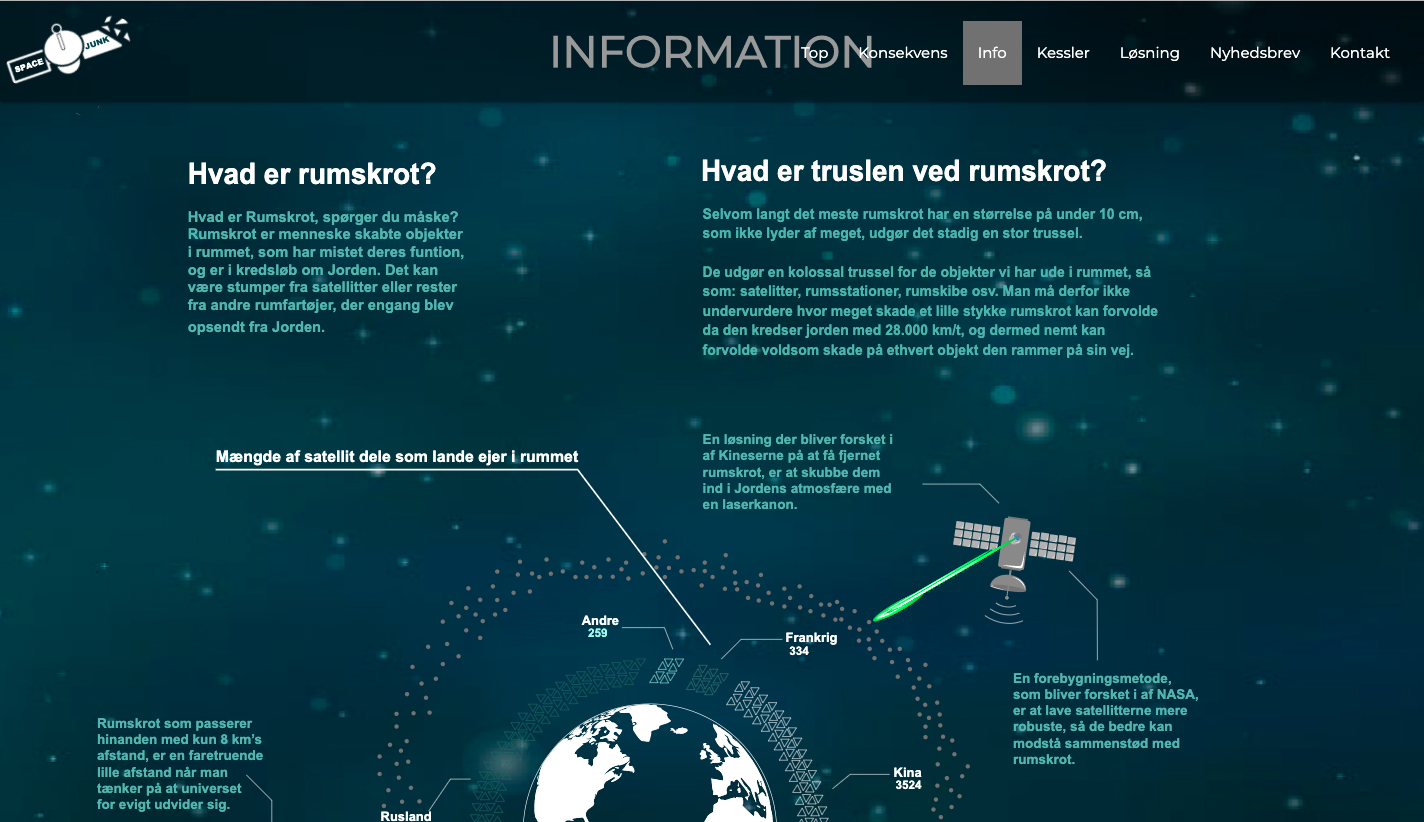 SPACE JUNK
INFORMATION
Top Konsekvens Info Kessler Løsning Nyhedsbrev Kontakt
Hvad er rumskrot?
Hvad er Rumskrot, spørger du måske?
Rumskrot er menneske skabte objekter
i rummet, som har mistet deres funtion,
og er i kredsløb om Jorden. Det kan
være stumper fra satellitter eller rester
fra andre rumfartøjer, der engang blev
opsendt fra Jorden.
Hvad er truslen ved rumskrot?
Selvom langt det meste rumskrot har en størrelse på under 10 cm,
som ikke lyder af meget, udgør det stadig en stor trussel.
De udgør en kolossal trussel for de objekter vi har ude i rummet, så
som: satelitter, rumsstationer, rumskibe osv. Man må derfor ikke
undervurdere hvor meget skade et lille stykke rumskrot kan forvolde
da den kredser jorden med 28.000 km/t, og dermed nemt kan
forvolde voldsom skade på ethvert objekt den rammer på sin vej.
Mængde af satellit dele som lande ejer i rummet
En løsning der bliver forsket i
af Kineserne på at få fjernet
rumskrot, er at skubbe dem
ind i Jordens atmosfære med
en laserkanon.
Andre
259
Frankrig
334
En forebygningsmetode,
som bliver forsket i af NASA,
er at lave satellitterne mere
robuste, så de bedre kan
modstå sammenstød med
rumskrot.
Rumskrot som passerer
hinanden med kun 8 km's
afstand, er en faretruende
lille afstand når man
tænker på at universet
for evigt udvider sig.
Kina
3524
Rusland